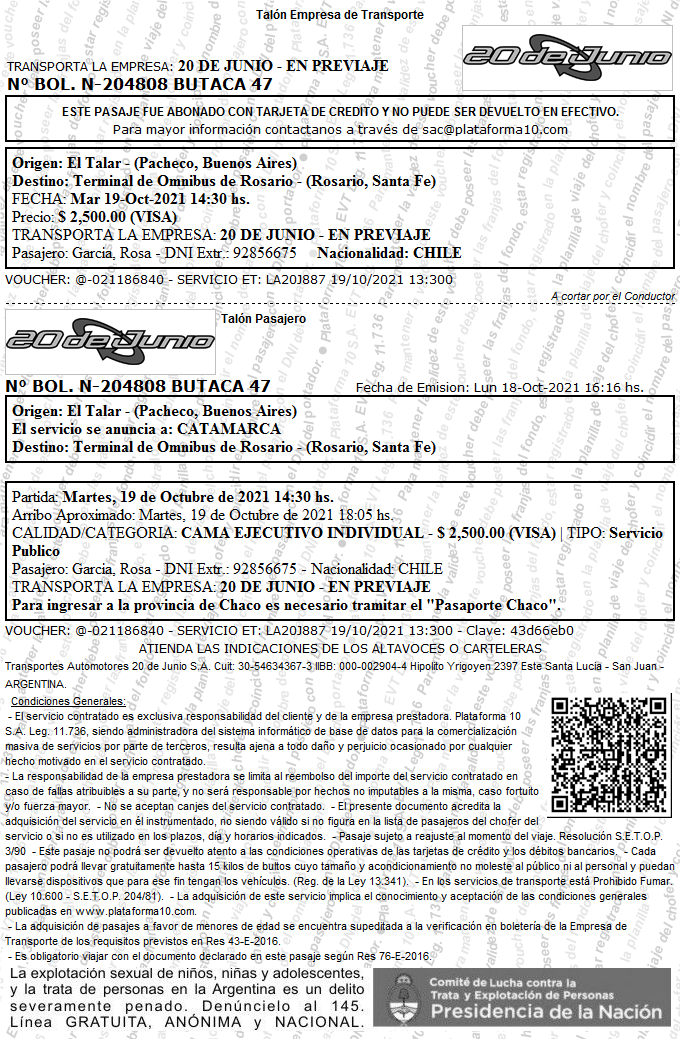 Talón Empresa de Transporte
20 DE JUNIO
TRANSPORTA LA EMPRESA: 20 DE JUNIO - EN PREVIAJE
Nº BOL. N-204808 BUTACA 47
ESTE PASAJE FUE ABONADO CON TARJETA DE CREDITO Y NO PUEDE SER DEVUELTO EN EFECTIVO.
Para mayor información contactanos a través de sac@plataforma10.com
Origen: El Talar - (Pacheco, Buenos Aires)
Destino: Terminal de Omnibus de Rosario - (Rosario, Santa Fe)
FECHA: Mar 19-Oct-2021 14:30 hs.
Precio: $ 2,500.00 (VISA)
TRANSPORTA LA EMPRESA: 20 DE JUNIO - EN PREVIAJE
Pasajero: Garcia, Rosa - DNI Extr.: 92856675 Nacionalidad: CHILE
VOUCHER: @-021186840 - SERVICIO ET: LA20J887 19/10/2021 13:300
A cortar por el Conductor
20 DE JUNIO
Talón Pasajero
Nº BOL. N-204808 BUTACA 47 Fecha de Emision: Lun 18-Oct-2021 16:16 hs.
Origen: El Talar - (Pacheco, Buenos Aires)
El servicio se anuncia a: CATAMARCA
Destino: Terminal de Omnibus de Rosario - (Rosario, Santa Fe)
Partida: Martes, 19 de Octubre de 2021 14:30 hs.
Arribo Aproximado: Martes, 19 de Octubre de 2021 18:05 hs.
CALIDAD/CATEGORIA: CAMA EJECUTIVO INDIVIDUAL - $ 2,500.00 (VISA) | TIPO: Servicio
Publico
Pasajero: Garcia, Rosa - DNI Extr.: 92856675 - Nacionalidad: CHILE
TRANSPORTA LA EMPRESA: 20 DE JUNIO - EN PREVIAJE
Para ingresar a la provincia de Chaco es necesario tramitar el "Pasaporte Chaco".
VOUCHER: @-021186840 - SERVICIO ET: LA20J887 19/10/2021 13:300 - Clave: 43d66eb0
ATIENDA LAS INDICACIONES DE LOS ALTAVOCES O CARTELERAS
Transportes Automotores 20 de Junio S.A. Cuit: 30-54634367-3 IIBB: 000-002904-4 Hipolito Yrigoyen 2397 Este Santa Lucia - San Juan -
ARGENTINA.
Condiciones Generales:
- El servicio contratado es exclusiva responsabilidad del cliente y de la empresa prestadora. Plataforma 10
S.A. Leg. 11.736, siendo administradora del sistema informático de base de datos para la comercialización
masiva de servicios por parte de terceros, resulta ajena a todo daño y perjuicio ocasionado por cualquier
hecho motivado en el servicio contratado.
- La responsabilidad de la empresa prestadora se limita al reembolso del importe del servicio contratado en
caso de fallas atribuibles a su parte, y no será responsable por hechos no imputables a la misma, caso fortuito
y/o fuerza mayor. - No se aceptan canjes del servicio contratado. - El presente documento acredita la
adquisición del servicio en él instrumentado, no siendo válido si no figura en la lista de pasajeros del chofer del
servicio o si no es utilizado en los plazos, día y horarios indicados. - Pasaje sujeto a reajuste al momento del viaje. Resolución S.E.T.O.P.
3/90 - Este pasaje no podrá ser devuelto atento a las condiciones operativas de las tarjetas de crédito y los débitos bancarios. - Cada
pasajero podrá llevar gratuitamente hasta 15 kilos de bultos cuyo tamaño y acondicionamiento no moleste al público ni al personal y puedan
llevarse dispositivos que para ese fin tengan los vehículos. (Reg. de la Ley 13.341). - En los servicios de transporte está Prohibido Fumar.
(Ley 10.600 - S.E.T.O.P. 204/81). - La adquisición de este servicio implica el conocimiento y aceptación de las condiciones generales
publicadas en www.plataforma10.com.
- La adquisición de pasajes a favor de menores de edad se encuentra supeditada a la verificación en boletería de la Empresa de
Transporte de los requisitos previstos en Res 43-E-2016.
- Es obligatorio viajar con el documento declarado en este pasaje según Res 76-E-2016.
La explotación sexual de niños, niñas y adolescentes,
y la trata de personas en la Argentina es un delito
severamente penado. Denúncielo al 145.
Línea GRATUITA, ANÓNIMA y NACIONAL.
Comité de Lucha contra la
Trata y Explotación de Personas
Presidencia de la Nación